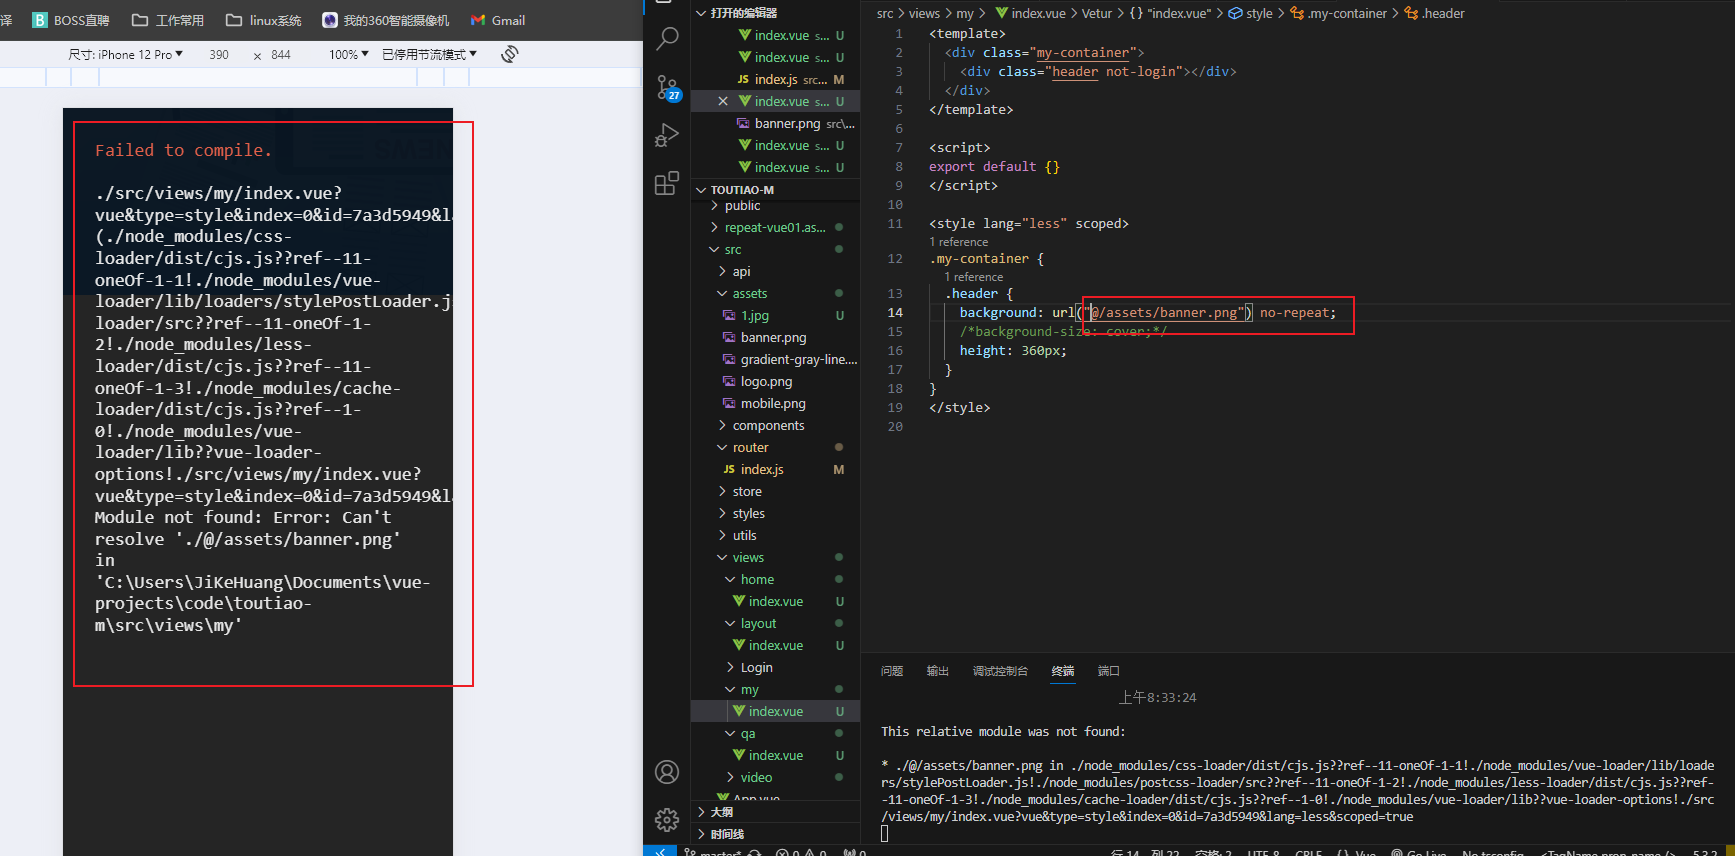 译 BOSS直聘 工作常用 linux系统 我的360智能摄像机 Gmail
尺寸: iPhone 12 Pro 390 × 844 100% 已停用节流模式
Failed to compile.
./src/views/my/index.vue?
vue&type=style&index=0&id=7a3d5949&l
(./node_modules/css-
loader/dist/cjs.js??ref--11-
oneOf-1-1!./node_modules/vue-
loader/lib/loaders/stylePostLoader.j
loader/src??ref--11-oneOf-1-
2!./node_modules/less-
loader/dist/cjs.js??ref--11-
oneOf-1-3!./node_modules/cache-
loader/dist/cjs.js??ref--1-
0!./node_modules/vue-
loader/lib??vue-loader-
options!./src/views/my/index.vue?
vue&type=style&index=0&id=7a3d5949&l
Module not found: Error: Can't
resolve './@/assets/banner.png'
in
'C:\Users\JiKeHuang\Documents\vue-
projects\code\toutiao-
m\src\views\my'
27
打开的编辑器
index.vue s... U
index.vue s... U
JS index.js src... M
index.vue s... U
banner.png src\...
index.vue s... U
index.vue s... U
TOUTIAO-M
public
repeat-vue01.as...
src
api
assets
1.jpg U
banner.png
gradient-gray-line....
logo.png
mobile.png
components
router
JS index.js M
store
styles
utils
views
home
index.vue U
layout
index.vue U
Login
my
index.vue U
qa
index.vue U
video
App.vue
大纲
时间线
src > views > my > index.vue > Vetur > {} "index.vue" > style > .my-container > .header
1 <template>
2 <div class="my-container">
3 <div class="header not-login"></div>
4 </div>
5 </template>
6
7 <script>
8 export default {}
9 </script>
10
11 <style lang="less" scoped>
1 reference
12 .my-container {
1 reference
13 .header {
14 background: url("@/assets/banner.png") no-repeat;
15 /*background-size: cover;*/
16 height: 360px;
17 }
18 }
19 </style>
20
问题 输出 调试控制台 终端 端口
上午8:33:24
This relative module was not found:
* ./@/assets/banner.png in ./node_modules/css-loader/dist/cjs.js??ref--11-oneOf-1-1!./node_modules/vue-loader/lib/loade
rs/stylePostLoader.js!./node_modules/postcss-loader/src??ref--11-oneOf-1-2!./node_modules/less-loader/dist/cjs.js??ref-
-11-oneOf-1-3!./node_modules/cache-loader/dist/cjs.js??ref--1-0!./node_modules/vue-loader/lib??vue-loader-options!./src
/views/my/index.vue?vue&type=style&index=0&id=7a3d5949&lang=less&scoped=true
master* 0 0 0 行 14, 列 22 空格: 2 UTF-8 CRLF {} Vue Go Live No tsconfig <TagName prop-name /> 5.3.2